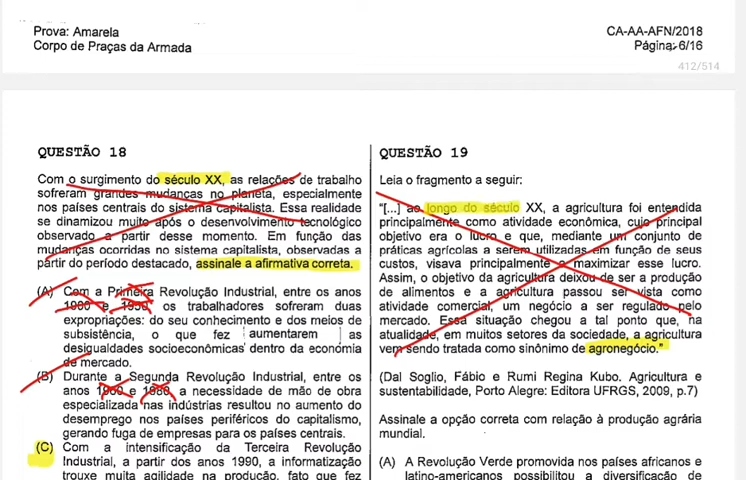 Prova: Amarela
Corpo de Praças da Armada
CA-AA-AFN/2018
Página: 6/16
412/514
QUESTÃO 18
Com o surgimento do século XX, as relações de trabalho
sofreram grandes mudanças no planeta, especialmente
nos países centrais do sistema capitalista. Essa realidade
se dinamizou muito após o desenvolvimento tecnológico
observado a partir desse momento. Em função das
mudanças ocorridas no sistema capitalista, observadas a
partir do período destacado, assinale a afirmativa correta.
(A) Com a Primeira Revolução Industrial, entre os anos
e os trabalhadores sofreram duas
expropriações: do seu conhecimento e dos meios de
subsistência, o que fez aumentarem as
desigualdades socioeconômicas dentro da economia
de mercado.
(B) Durante a Segunda Revolução Industrial, entre os
anos e a necessidade de mão de obra
especializada nas indústrias resultou no aumento do
desemprego nos países periféricos do capitalismo,
gerando fuga de empresas para os países centrais.
(C) Com a intensificação da Terceira Revolução
Industrial, a partir dos anos 1990, a informatização
trouxe muita agilidade na produção, fato que fez
QUESTÃO 19
Leia o fragmento a seguir:
"[...] ao longo do século XX, a agricultura foi entendida
principalmente como atividade econômica, cujo principal
objetivo era o lucro e que, mediante um conjunto de
práticas agrícolas a serem utilizadas em função de seus
custos, visava principalmente a maximizar esse lucro.
Assim, o objetivo da agricultura deixou de ser a produção
de alimentos e a agricultura passou ser vista como
atividade comercial, um negócio a ser regulado pelo
mercado. Essa situação chegou a tal ponto que, na
atualidade, em muitos setores da sociedade, a agricultura
vem sendo tratada como sinônimo de agronegócio."
(Dal Soglio, Fábio e Rumi Regina Kubo. Agricultura e
sustentabilidade, Porto Alegre: Editora UFRGS, 2009, p.7)
Assinale a opção correta com relação à produção agrária
mundial.
(A) A Revolução Verde promovida nos países africanos e
latino-americanos possibilitou a diversificação de